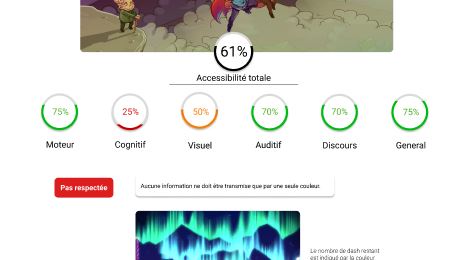 61%
Accessibilité totale
75% 25% 50% 70% 70% 75%
Moteur Cognitif Visuel Auditif Discours General
Pas respectée
Aucune information ne doit être transmise que par une seule couleur.
Le nombre de dash restant
est indiqué par la couleur